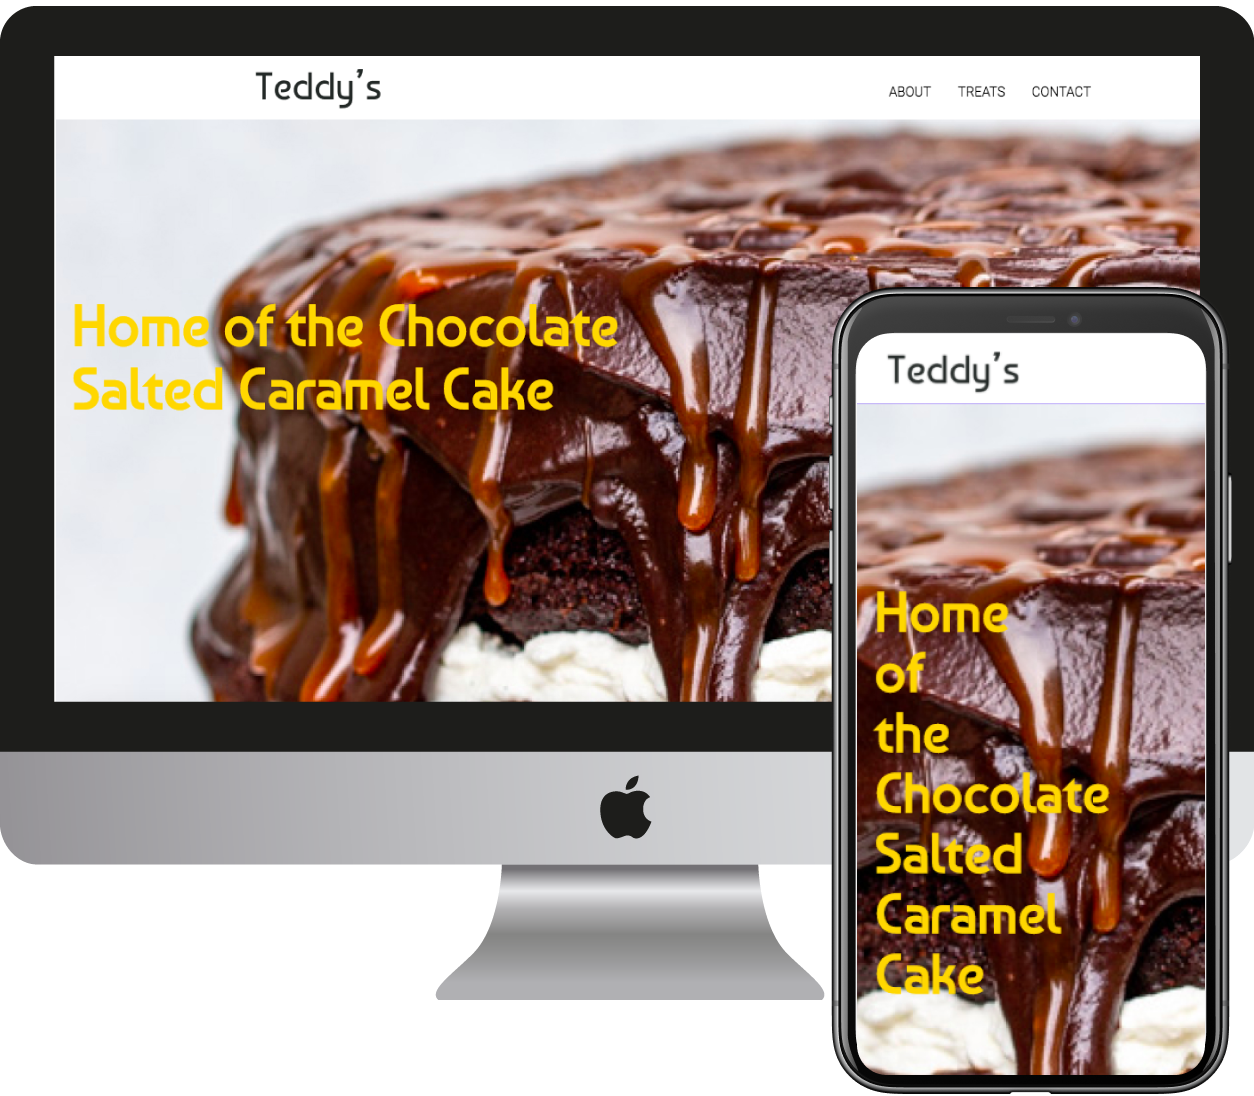 Teddy's
ABOUT TREATS CONTACT
Home of the Chocolate
Salted Caramel Cake
Teddy's
Home
of
the
Chocolate
Salted
Caramel
Cake